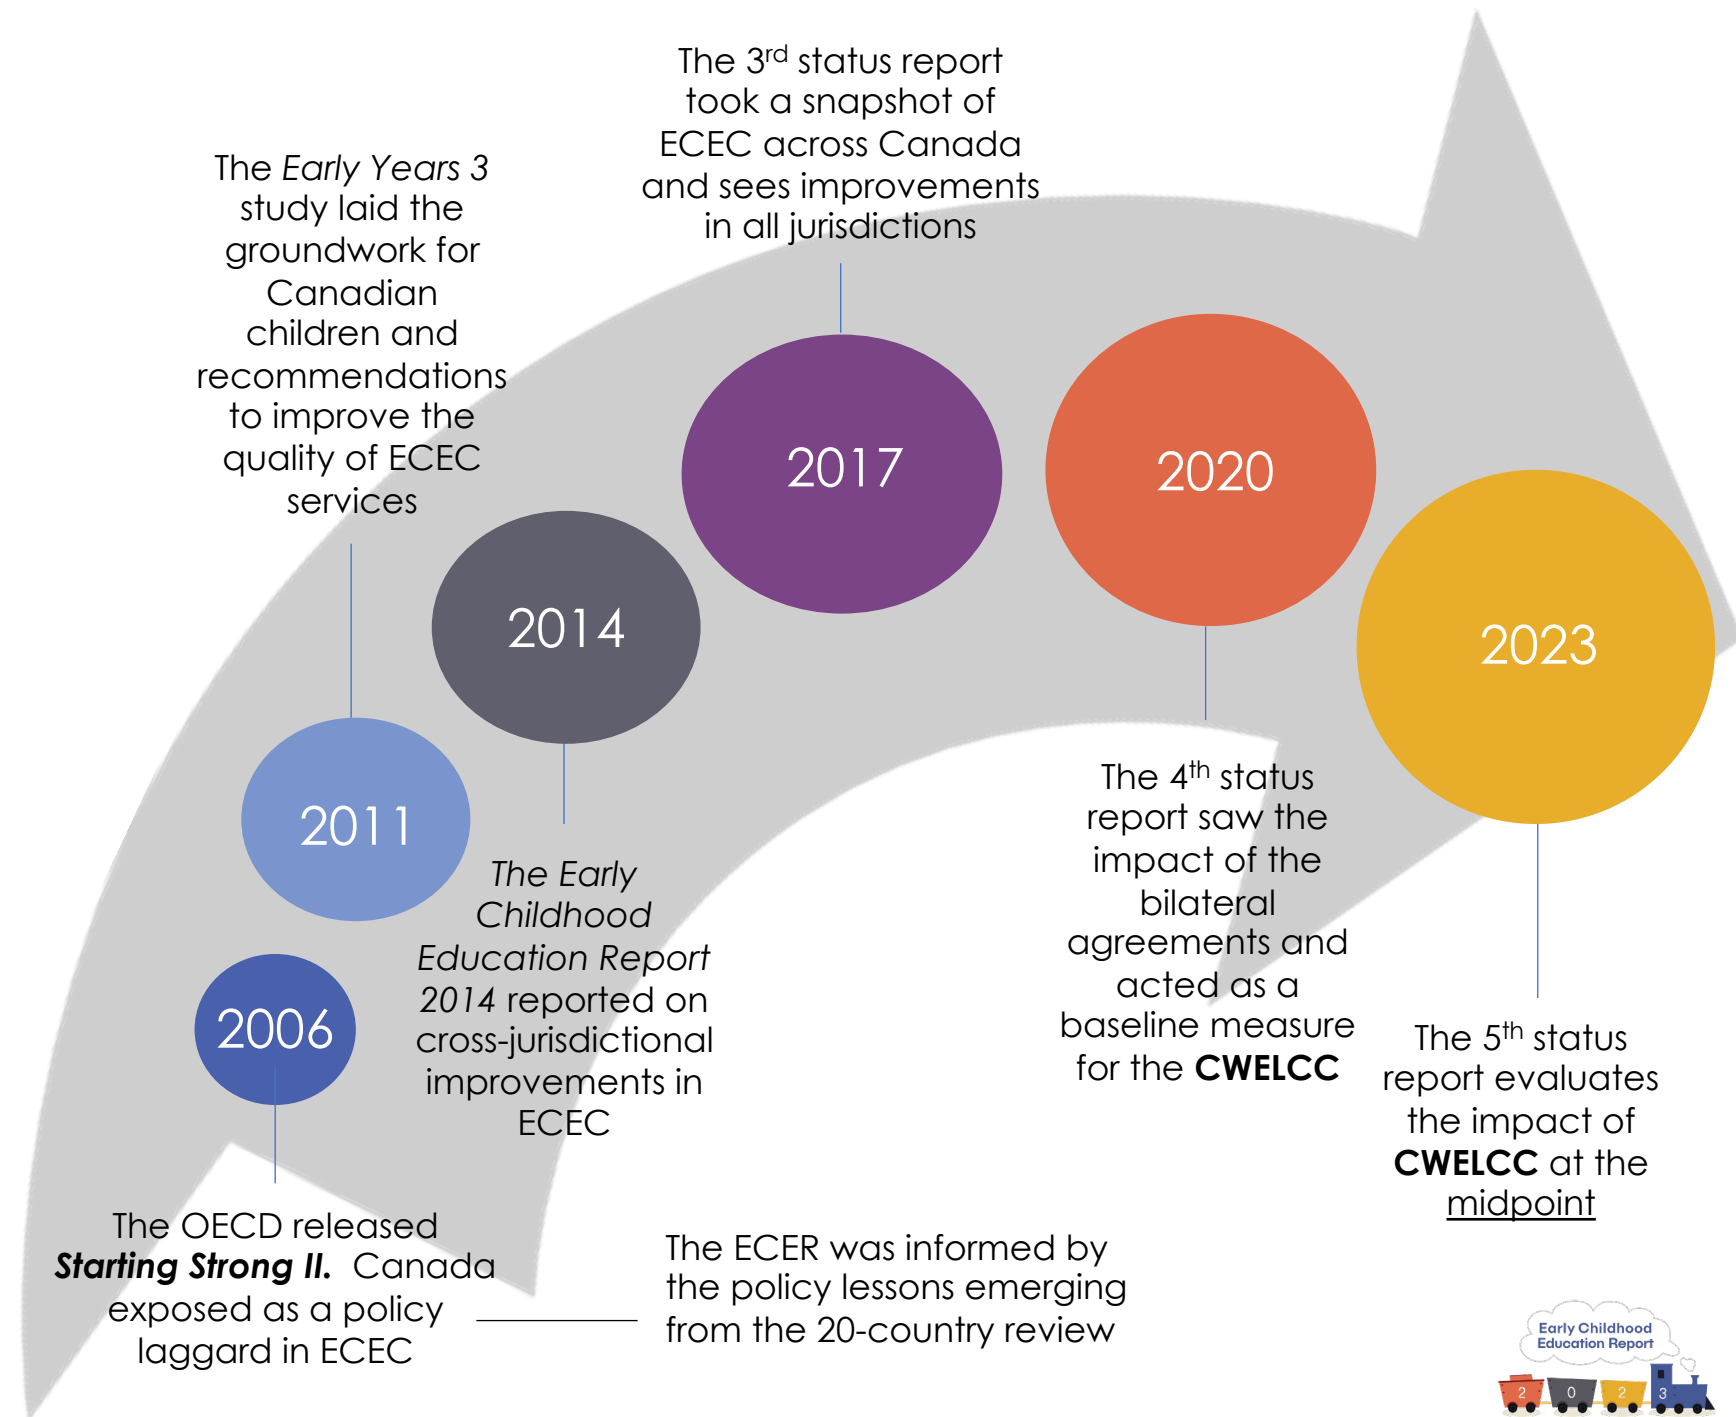 The 3rd status report
took a snapshot of
ECEC across Canada
and sees improvements
in all jurisdictions
The Early Years 3
study laid the
groundwork for
Canadian
children and
recommendations
to improve the
quality of ECEC
services
2017
2020
2014
2023
2011
The 4th status
report saw the
impact of the
bilateral
agreements and
acted as a
baseline measure
for the CWELCC
The Early
Childhood
Education Report
2014 reported on
cross-jurisdictional
improvements in
ECEC
2006
The 5th status
report evaluates
the impact of
CWELCC at the
midpoint
The OECD released
Starting Strong II. Canada
exposed as a policy
laggard in ECEC
The ECER was informed by
the policy lessons emerging
from the 20-country review
Early Childhood
Education Report
2 0 2 3